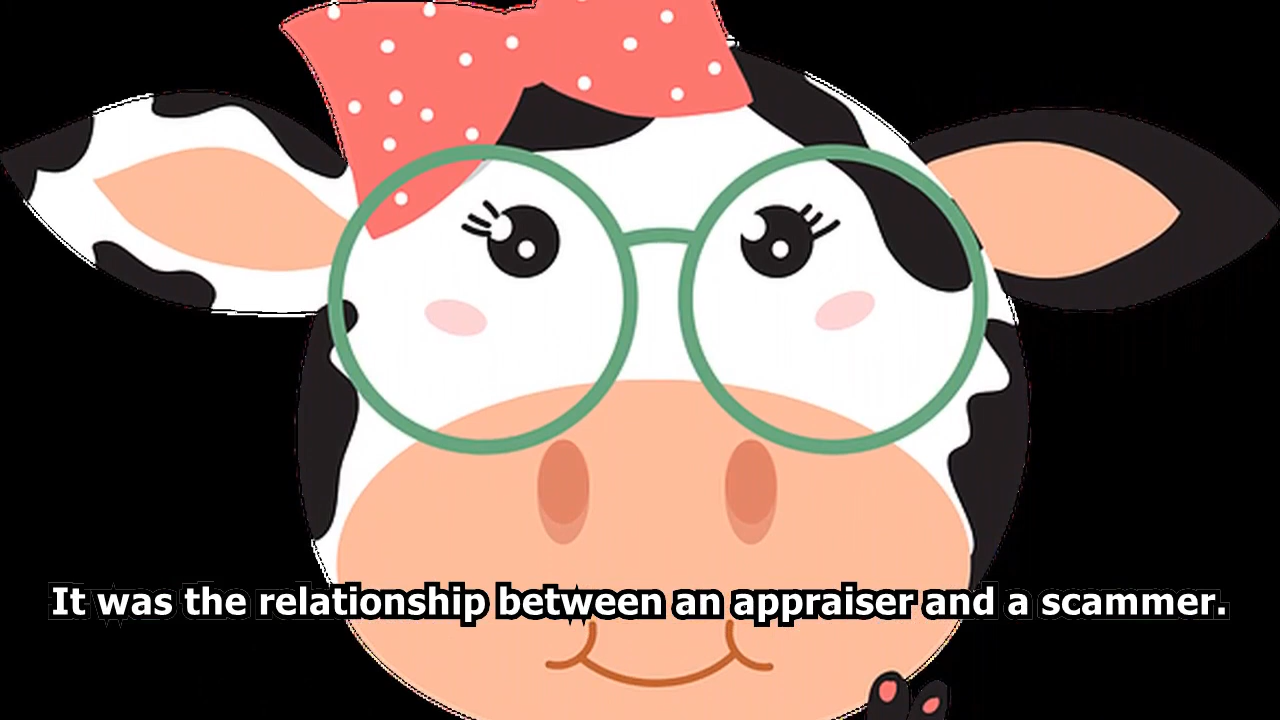 It was the relationship between an appraiser and a scammer.